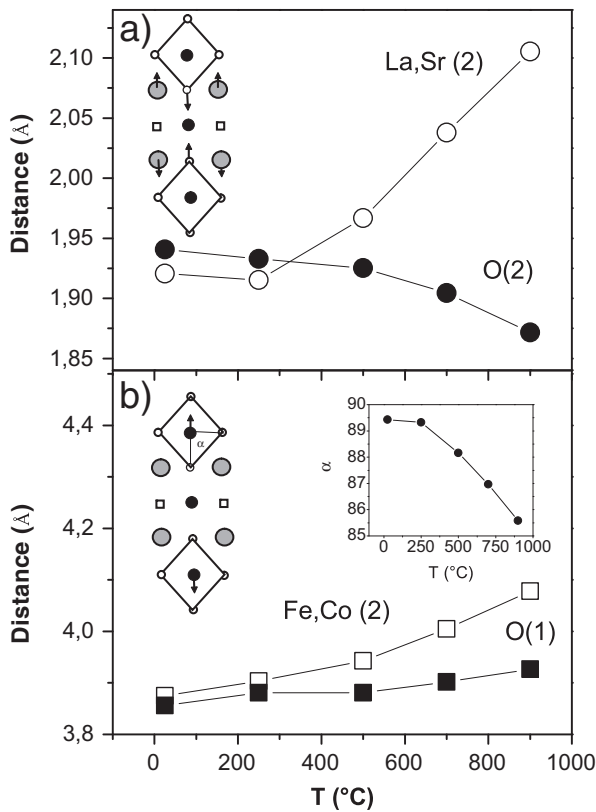 a)
2,10
2,05
2,00
1,95
1,90
1,85
Distance (Å)
La,Sr (2)
O(2)
b)
4,4
4,2
4,0
3,8
Distance (Å)
α
90
89
88
87
86
85
α
0 250 500 750 1000
T (°C)
Fe,Co (2)
O(1)
0 200 400 600 800 1000
T (°C)